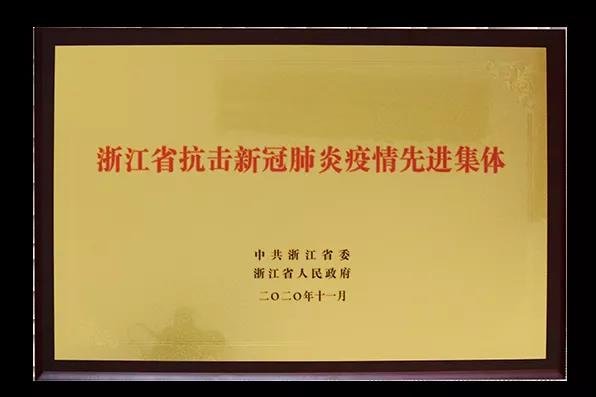 浙江省抗击新冠肺炎疫情先进集体
中共浙江省委
浙江省人民政府
二〇二〇年十一月